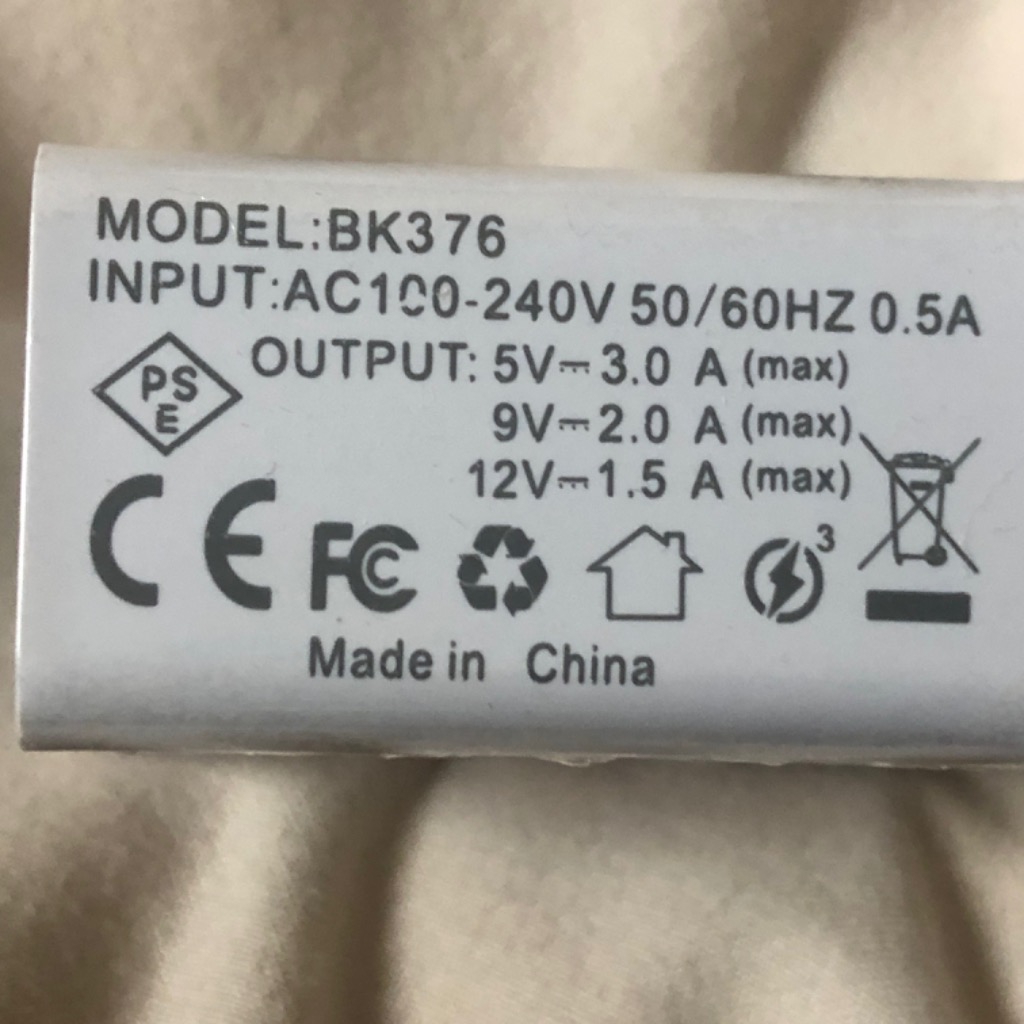 MODEL:BK376
INPUT:AC100-240V 50/60HZ 0.5A
PSE
OUTPUT: 5V⎓3.0 A (max)
9V⎓2.0 A (max)
12V⎓1.5 A (max)
CE FC 3
Made in China